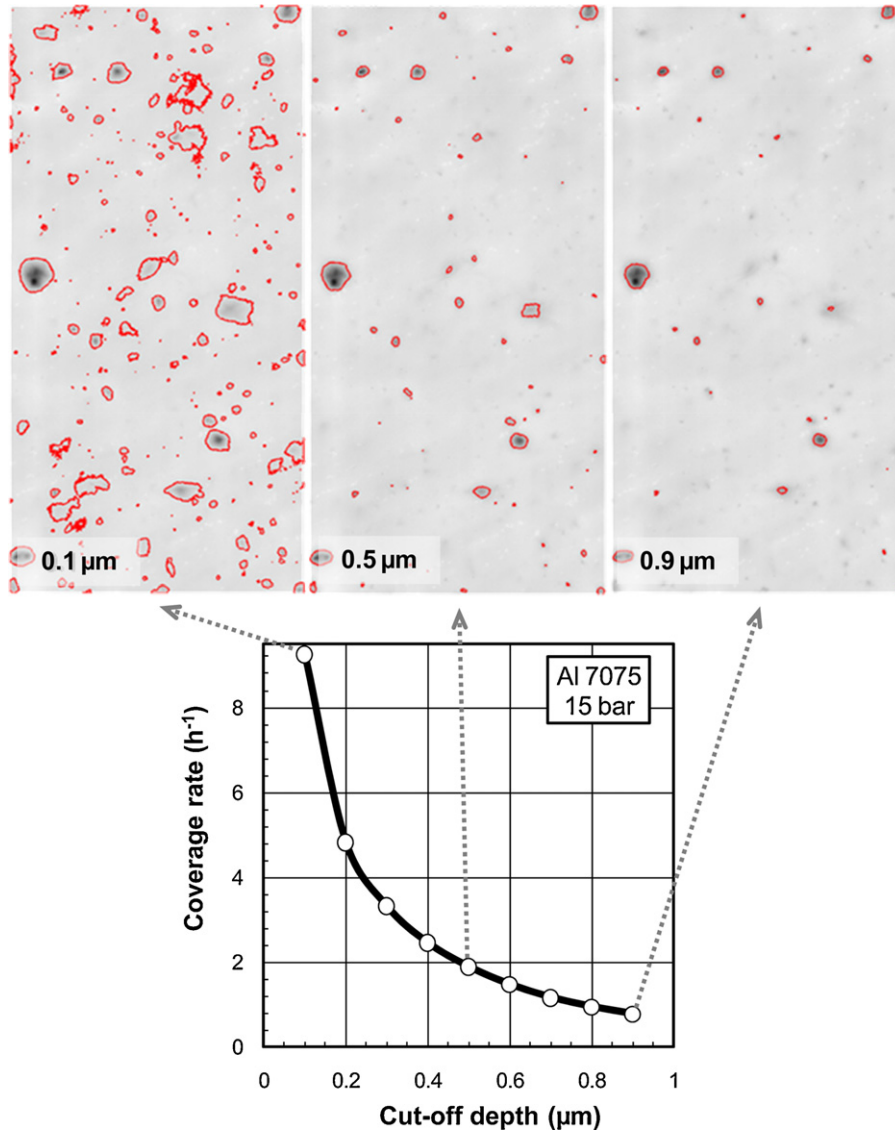 0.1 µm
0.5 µm
0.9 µm
Al 7075
15 bar
Coverage rate (h⁻¹)
8
6
4
2
0
0 0.2 0.4 0.6 0.8 1
Cut-off depth (µm)